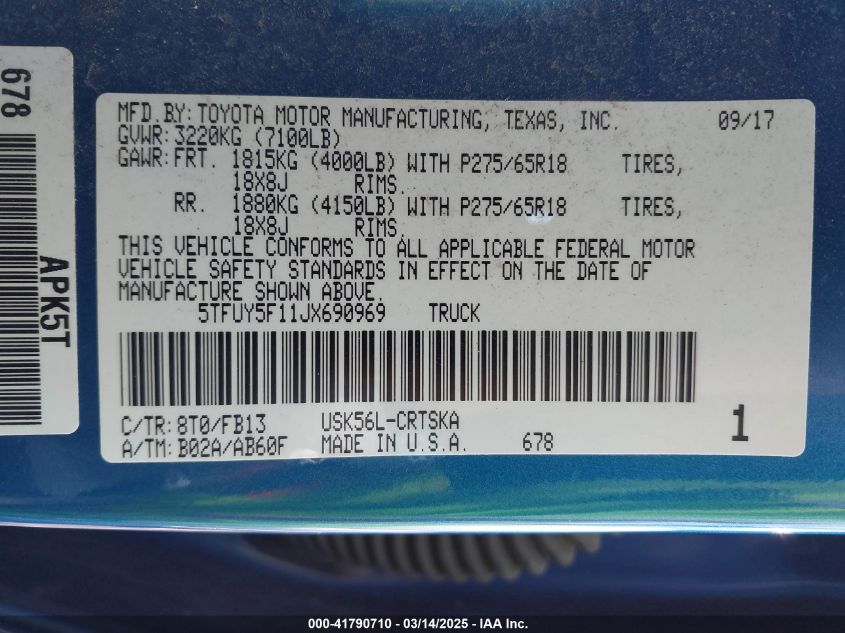 678
APK5T
MFD.BY: TOYOTA MOTOR MANUFACTURING, TEXAS, INC. 09/17
GVWR: 3220KG (7100LB)
GAWR: FRT. 1815KG (4000LB) WITH P275/65R18 TIRES,
18X8J RIMS.
RR. 1880KG (4150LB) WITH P275/65R18 TIRES,
18X8J RIMS.
THIS VEHICLE CONFORMS TO ALL APPLICABLE FEDERAL MOTOR
VEHICLE SAFETY STANDARDS IN EFFECT ON THE DATE OF
MANUFACTURE SHOWN ABOVE.
5TFUY5F11JX690969 TRUCK
C/TR: 8T0/FB13 USK56L-CRTSKA 1
A/TM: B02A/AB60F MADE IN U.S.A. 678
000-41790710 - 03/14/2025 - IAA Inc.